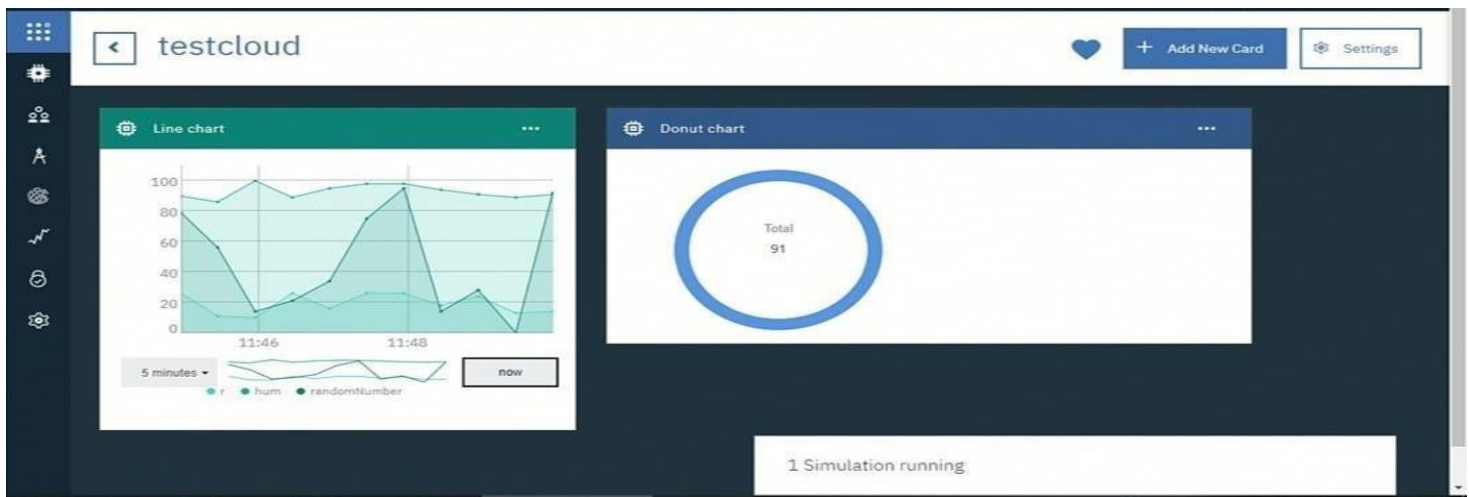 testcloud
+ Add New Card
Settings
Line chart
Donut chart
100
80
60
40
20
0
11:46
11:48
5 minutes
now
r hum randomNumber
Total
91
1 Simulation running